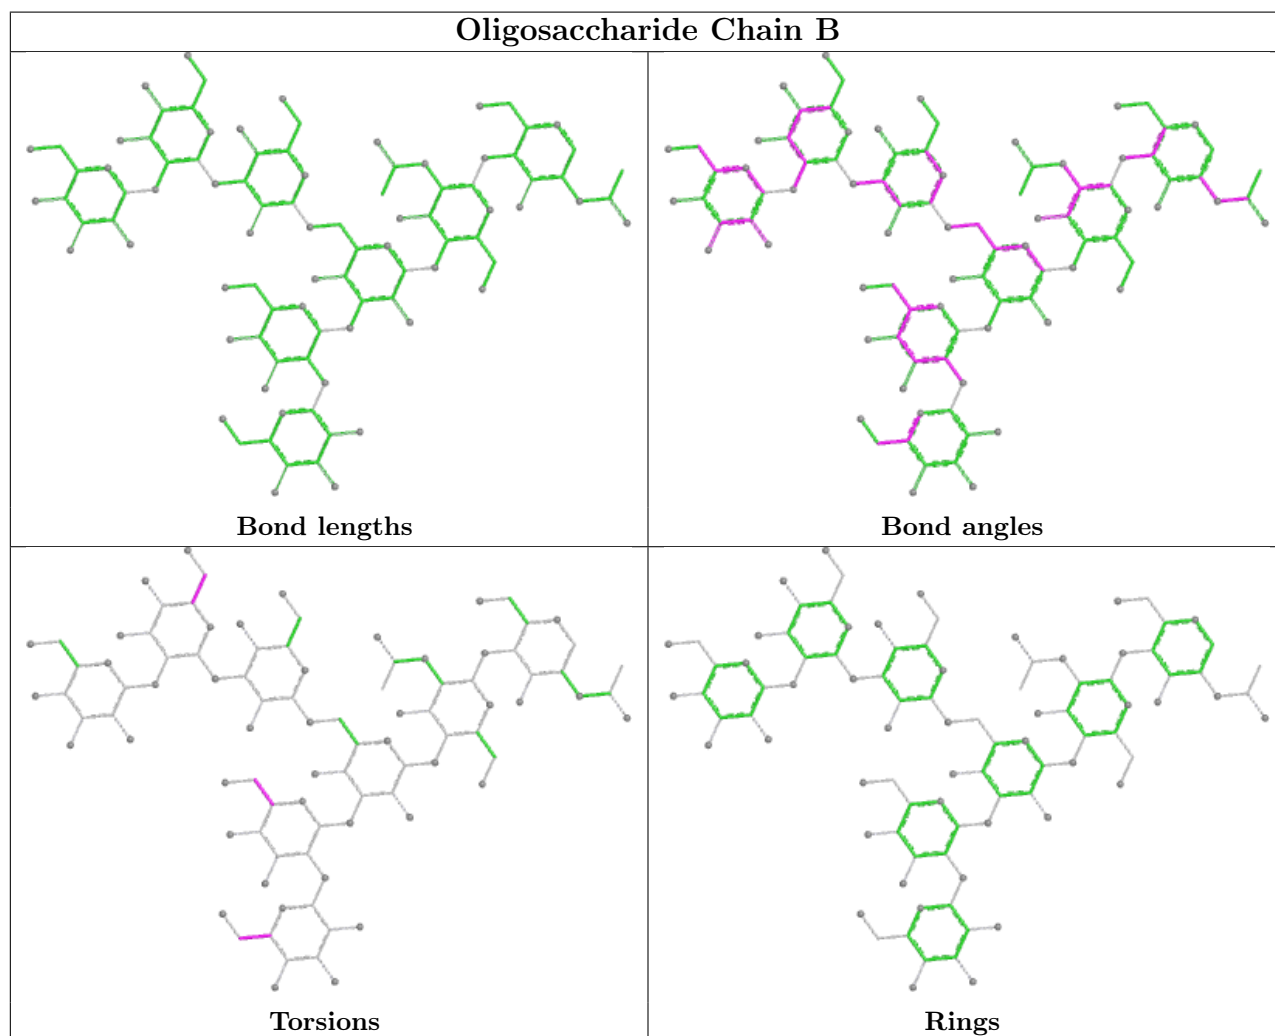 Oligosaccharide Chain B
Bond lengths
Bond angles
Torsions
Rings